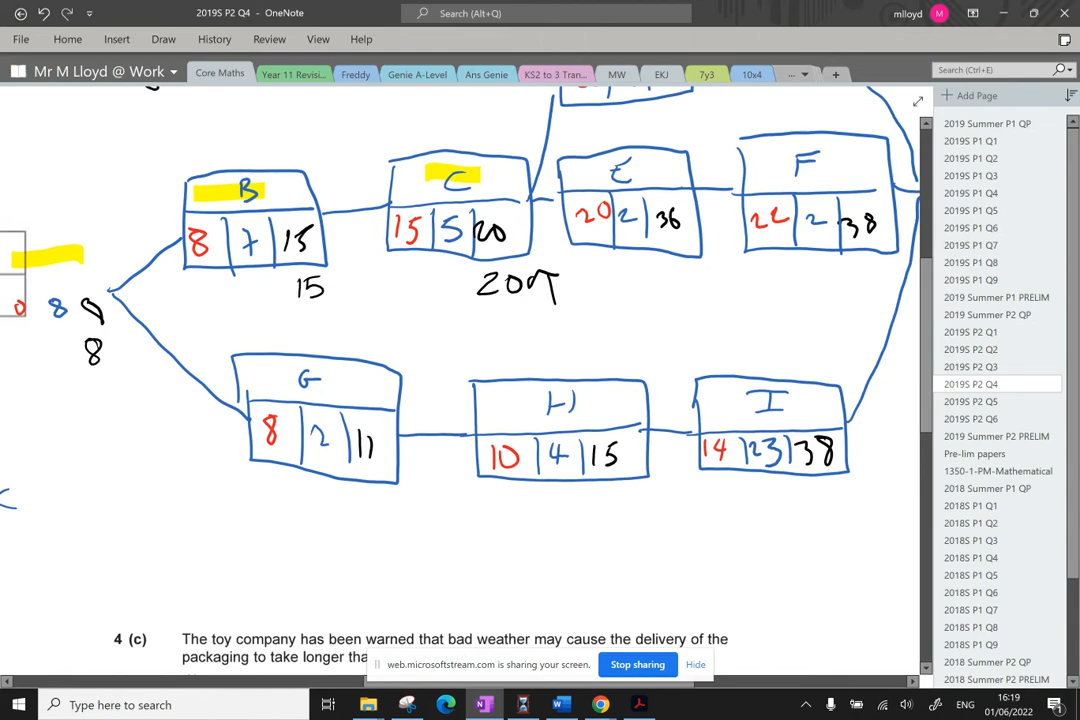 2019S P2 Q4 - OneNote
Search (Alt+Q)
mlloyd
M
File
Home
Insert
Draw
History
Review
View
Help
Mr M Lloyd @ Work
Core Maths
Year 11 Revisi...
Freddy
Genie A-Level
Ans Genie
KS2 to 3 Tran...
MW
EKJ
7y3
10x4
...
+
Search (Ctrl+E)
Add Page
B
8 7 15
15
C
15 5 20
20
E
20 2 36
F
22 2 38
0 8 8
8
G
8 2 11
H
10 4 15
I
14 23 38
4 (c) The toy company has been warned that bad weather may cause the delivery of the
packaging to take longer tha
web.microsoftstream.com is sharing your screen.
Stop sharing
Hide
2019 Summer P1 QP
2019S P1 Q1
2019S P1 Q2
2019S P1 Q3
2019S P1 Q4
2019S P1 Q5
2019S P1 Q6
2019S P1 Q7
2019S P1 Q8
2019S P1 Q9
2019 Summer P1 PRELIM
2019 Summer P2 QP
2019S P2 Q1
2019S P2 Q2
2019S P2 Q3
2019S P2 Q4
2019S P2 Q5
2019S P2 Q6
2019 Summer P2 PRELIM
Pre-lim papers
1350-1-PM-Mathematical
2018 Summer P1 QP
2018S P1 Q1
2018S P1 Q2
2018S P1 Q3
2018S P1 Q4
2018S P1 Q5
2018S P1 Q6
2018S P1 Q7
2018S P1 Q8
2018S P1 Q9
2018 Summer P2 QP
2018 Summer P2 PRELIM
Type here to search
ENG
16:19
01/06/2022